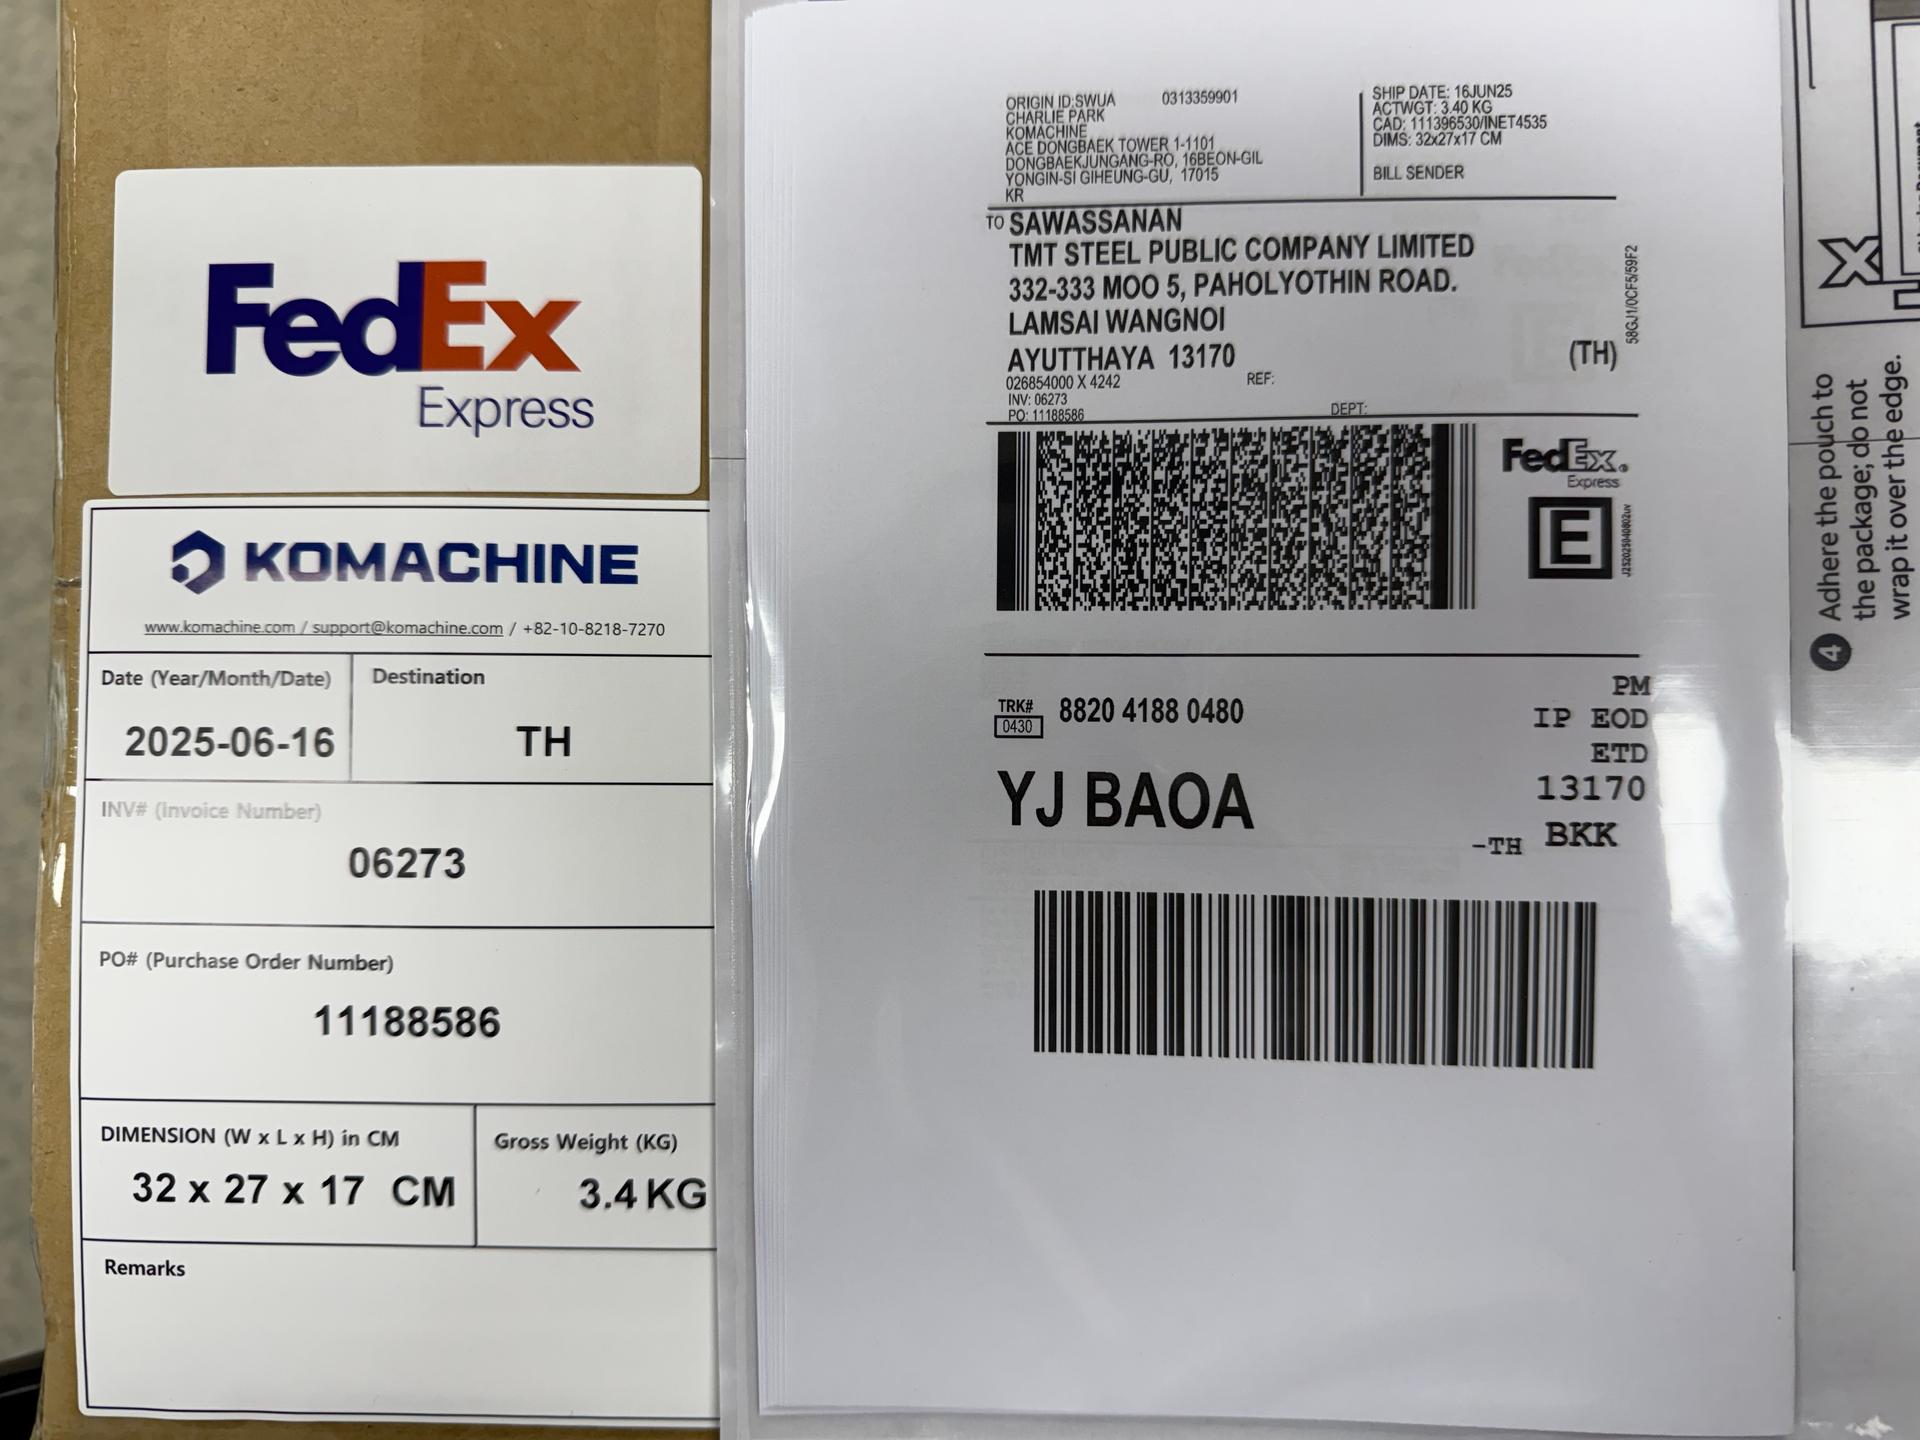 FedEx
Express
KOMACHINE
www.komachine.com / support@komachine.com / +82-10-8218-7270
Date (Year/Month/Date)
Destination
2025-06-16
TH
INV# (Invoice Number)
06273
PO# (Purchase Order Number)
11188586
DIMENSION (W x L x H) in CM
Gross Weight (KG)
32 x 27 x 17 CM
3.4 KG
Remarks
ORIGIN ID:SWUA 0313359901
CHARLIE PARK
KOMACHINE
ACE DONGBAEK TOWER 1-1101
DONGBAEKJUNGANG-RO, 16BEON-GIL
YONGIN-SI GIHEUNG-GU, 17015
KR
SHIP DATE: 16JUN25
ACTWGT: 3.40 KG
CAD: 111396530/INET4535
DIMS: 32x27x17 CM
BILL SENDER
TO SAWASSANAN
TMT STEEL PUBLIC COMPANY LIMITED
332-333 MOO 5, PAHOLYOTHIN ROAD.
LAMSAI WANGNOI
AYUTTHAYA 13170
(TH)
026854000 X 4242
REF:
INV: 06273
PO: 11188586
DEPT:
58GJ1/0CF5/59F2
FedEx
Express
E
TRK#
0430
8820 4188 0480
PM
IP EOD
ETD
YJ BAOA
13170
-TH BKK
4 Adhere the pouch to
the package; do not
wrap it over the edge.